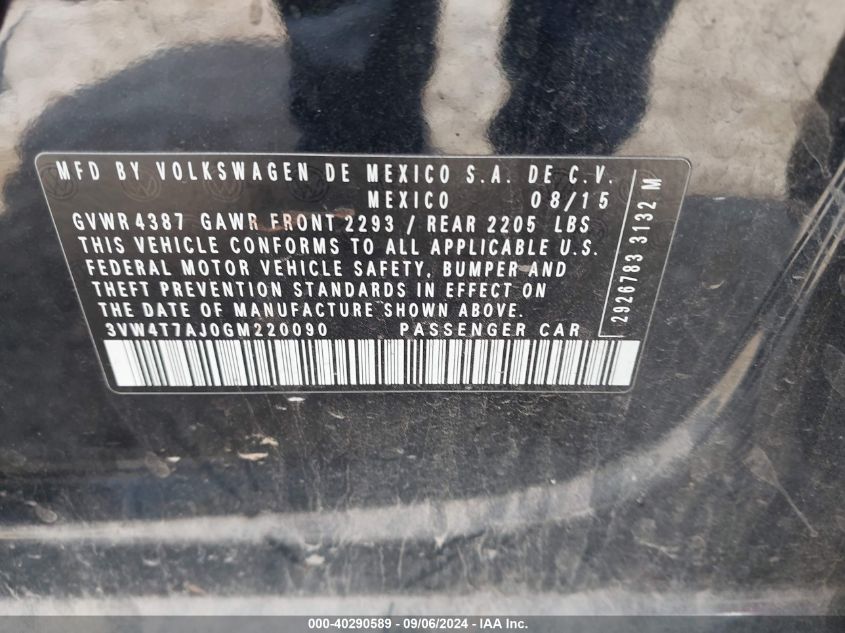 MFD BY VOLKSWAGEN DE MEXICO S.A. DE C.V.
MEXICO 08/15
GVWR 4387 GAWR FRONT 2293 / REAR 2205 LBS
THIS VEHICLE CONFORMS TO ALL APPLICABLE U.S.
FEDERAL MOTOR VEHICLE SAFETY, BUMPER AND
THEFT PREVENTION STANDARDS IN EFFECT ON
THE DATE OF MANUFACTURE SHOWN ABOVE.
3VW4T7AJ0GM220090 PASSENGER CAR
2926783 3132 M
000-40290589 - 09/06/2024 - IAA Inc.